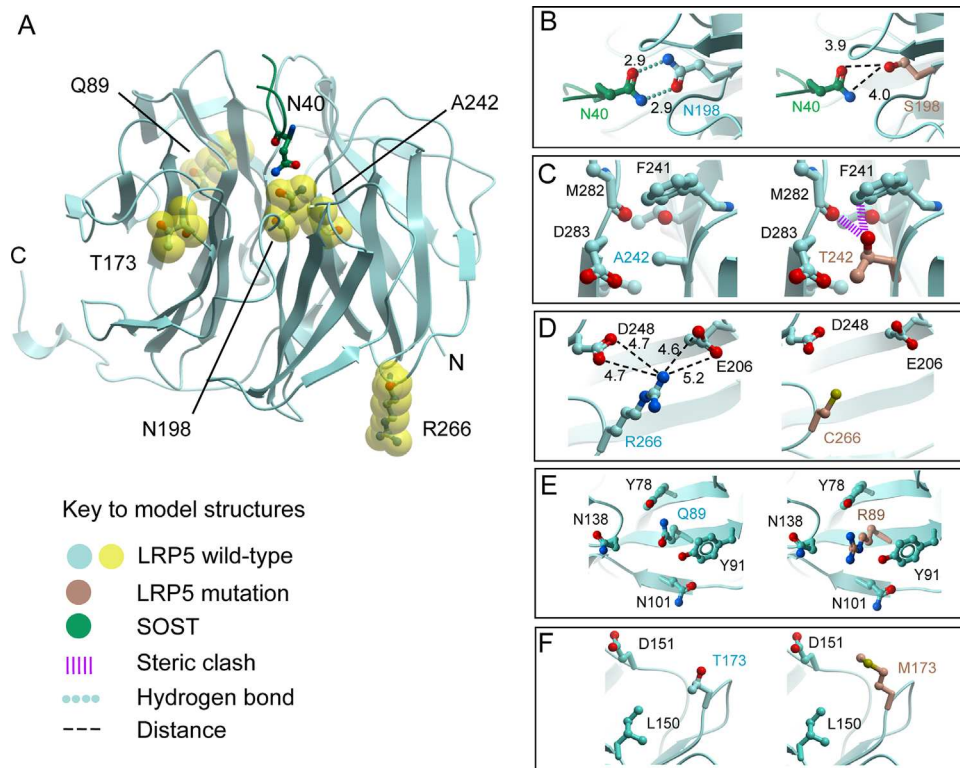 A
Q89
N40
A242
T173
C
N
N198
R266
Key to model structures
LRP5 wild-type
LRP5 mutation
SOST
Steric clash
Hydrogen bond
Distance
B
2.9
N40
2.9
N198
3.9
N40
4.0
S198
C
F241
M282
D283
A242
F241
M282
D283
T242
D
D248
4.7
4.6
E206
4.7
5.2
R266
D248
E206
C266
E
Y78
N138
Q89
Y91
N101
Y78
N138
R89
Y91
N101
F
D151
T173
L150
D151
M173
L150